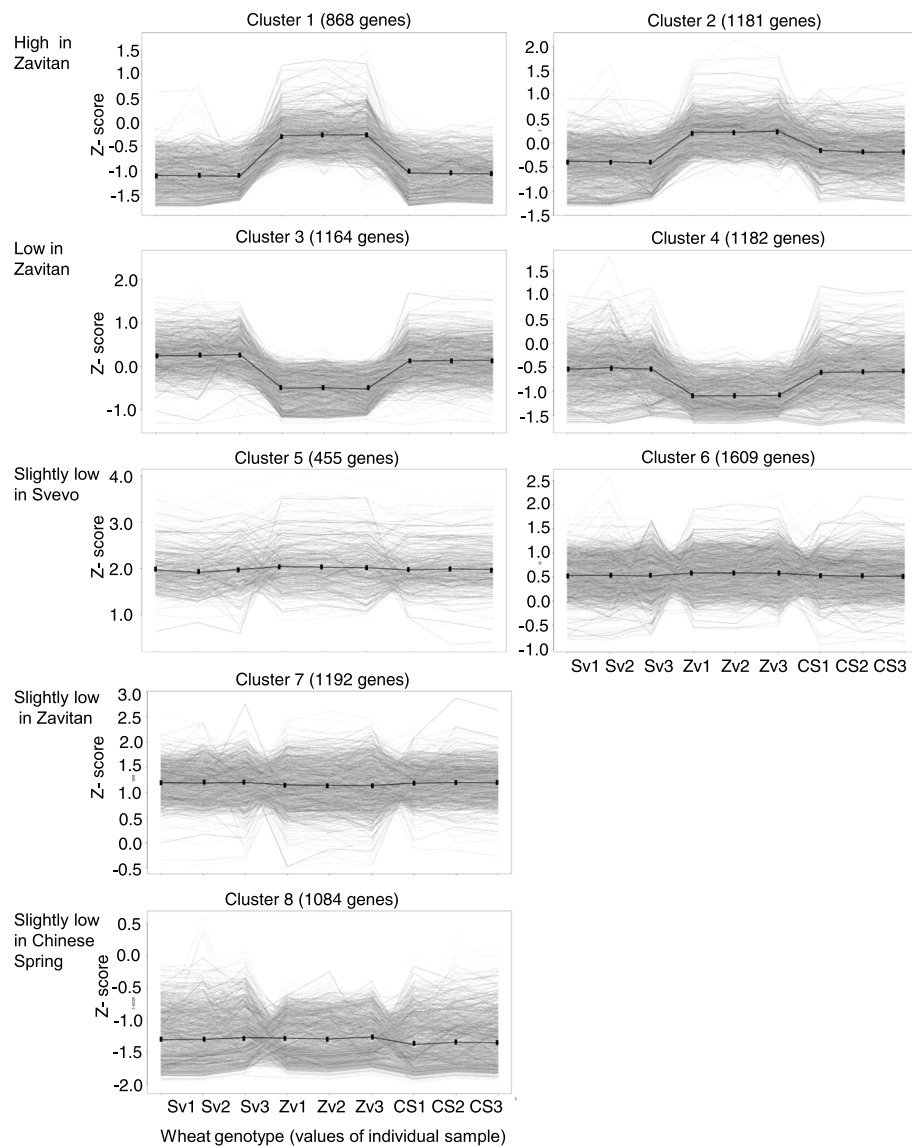 Cluster 1 (868 genes)
Cluster 2 (1181 genes)
High in
Zavitan
Z- score
1.5
1.0
0.5
0.0
-0.5
-1.0
-1.5
2.0
1.5
1.0
0.5
0.0
-0.5
-1.0
-1.5
Cluster 3 (1164 genes)
Cluster 4 (1182 genes)
Low in
Zavitan
Z- score
2.0
1.0
0.0
-1.0
1.5
1.0
0.5
0.0
-0.5
-1.0
-1.5
Cluster 5 (455 genes)
Cluster 6 (1609 genes)
Slightly low
in Svevo
Z- score
4.0
3.0
2.0
1.0
2.5
2.0
1.5
1.0
0.5
0.0
-0.5
-1.0
Sv1 Sv2 Sv3 Zv1 Zv2 Zv3 CS1 CS2 CS3
Cluster 7 (1192 genes)
Slightly low
in Zavitan
Z- score
3.0
2.5
2.0
1.5
1.0
0.0
-0.5
Cluster 8 (1084 genes)
Slightly low
in Chinese
Spring
Z- score
0.5
0.0
-0.5
-1.0
-1.5
-2.0
Sv1 Sv2 Sv3 Zv1 Zv2 Zv3 CS1 CS2 CS3
Wheat genotype (values of individual sample)